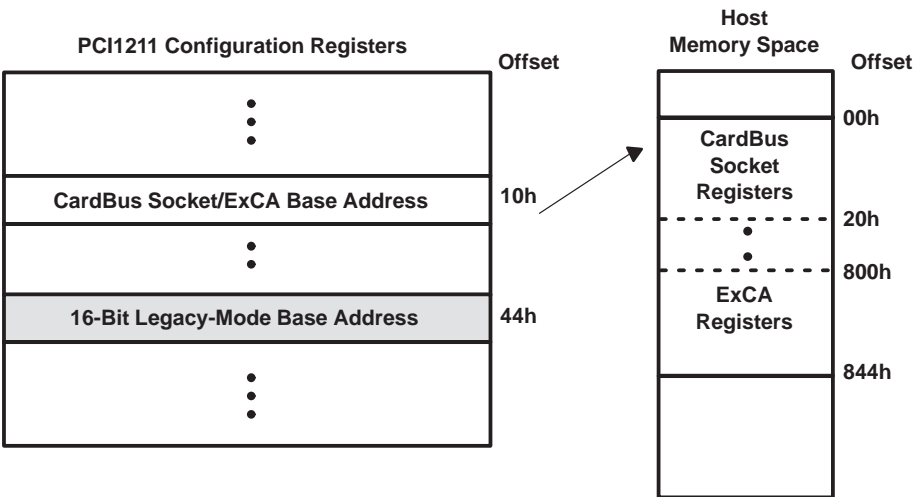 PCI1211 Configuration Registers
Offset
CardBus Socket/ExCA Base Address
10h
16-Bit Legacy-Mode Base Address
44h
Host
Memory Space
Offset
00h
CardBus
Socket
Registers
20h
800h
ExCA
Registers
844h